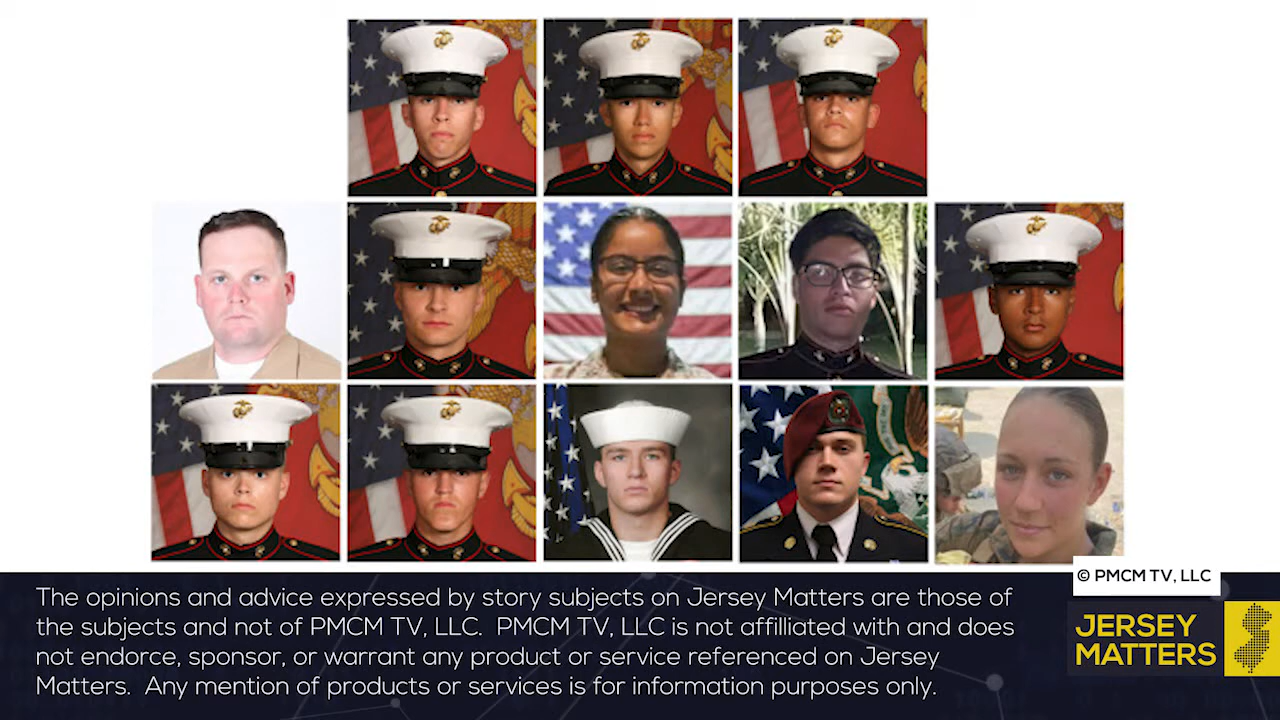 © PMCM TV, LLC
The opinions and advice expressed by story subjects on Jersey Matters are those of
the subjects and not of PMCM TV, LLC.  PMCM TV, LLC is not affilliated with and does
not endorce, sponsor, or warrant any product or service referenced on Jersey
Matters.  Any mention of products or services is for information purposes only.
JERSEY
MATTERS